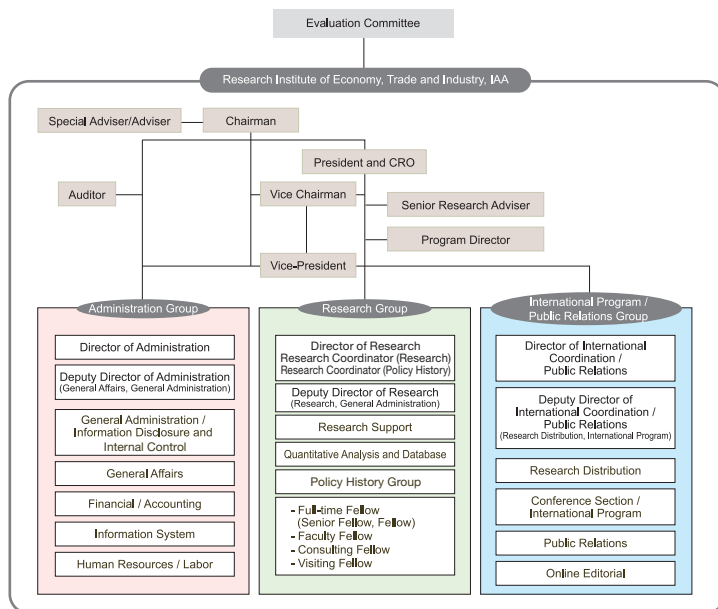 Evaluation Committee
Research Institute of Economy, Trade and Industry, IAA
Special Adviser/Adviser
Chairman
President and CRO
Auditor
Vice Chairman
Senior Research Adviser
Program Director
Vice-President
Administration Group
Director of Administration
Deputy Director of Administration
(General Affairs, General Administration)
General Administration /
Information Disclosure and
Internal Control
General Affairs
Financial / Accounting
Information System
Human Resources / Labor
Research Group
Director of Research
Research Coordinator (Research)
Research Coordinator (Policy History)
Deputy Director of Research
(Research, General Administration)
Research Support
Quantitative Analysis and Database
Policy History Group
- Full-time Fellow
(Senior Fellow, Fellow)
- Faculty Fellow
- Consulting Fellow
- Visiting Fellow
International Program /
Public Relations Group
Director of International
Coordination /
Public Relations
Deputy Director of
International Coordination /
Public Relations
(Research Distribution, International Program)
Research Distribution
Conference Section /
International Program
Public Relations
Online Editorial